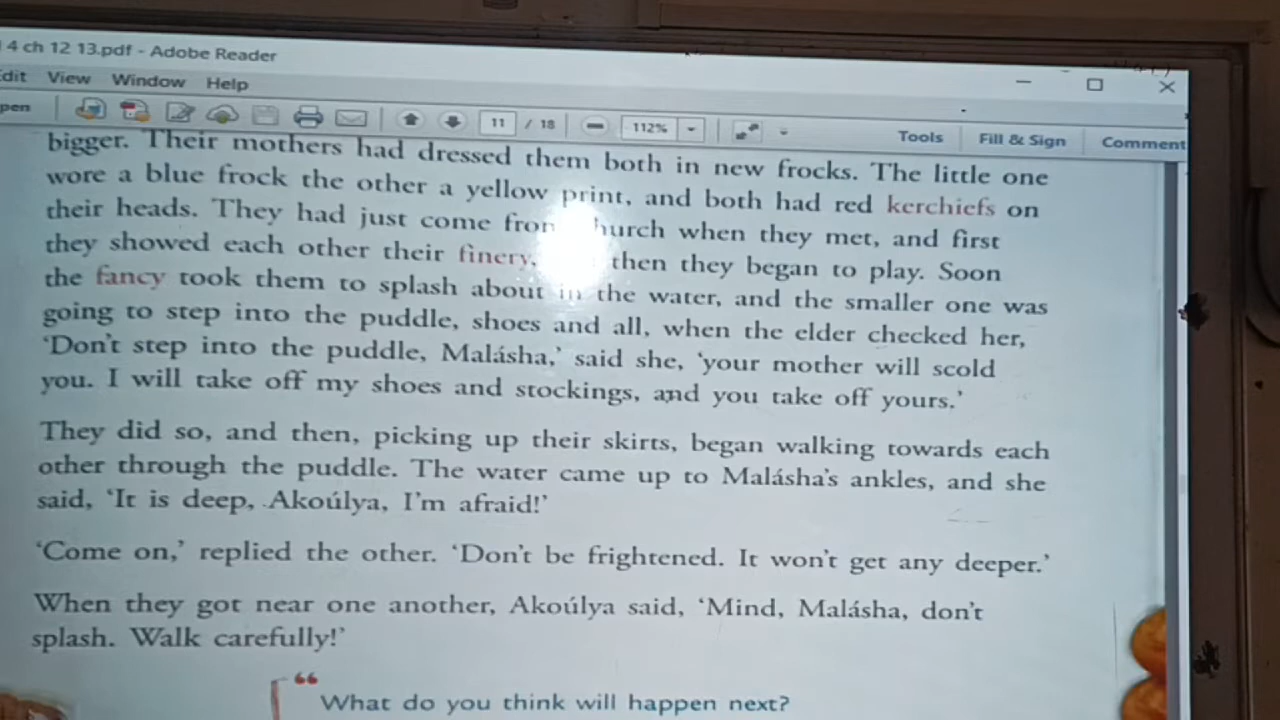 4 ch 12 13.pdf - Adobe Reader
Edit View Window Help
pen 11 / 18 112% Tools Fill & Sign Comment
bigger. Their mothers had dressed them both in new frocks. The little one
wore a blue frock the other a yellow print, and both had red kerchiefs on
their heads. They had just come from church when they met, and first
they showed each other their finery, then they began to play. Soon
the fancy took them to splash about in the water, and the smaller one was
going to step into the puddle, shoes and all, when the elder checked her,
‘Don’t step into the puddle, Malásha,’ said she, ‘your mother will scold
you. I will take off my shoes and stockings, and you take off yours.’
They did so, and then, picking up their skirts, began walking towards each
other through the puddle. The water came up to Malásha’s ankles, and she
said, ‘It is deep, Akoúlya, I’m afraid!’
‘Come on,’ replied the other. ‘Don’t be frightened. It won’t get any deeper.’
When they got near one another, Akoúlya said, ‘Mind, Malásha, don’t
splash. Walk carefully!’
“ What do you think will happen next?